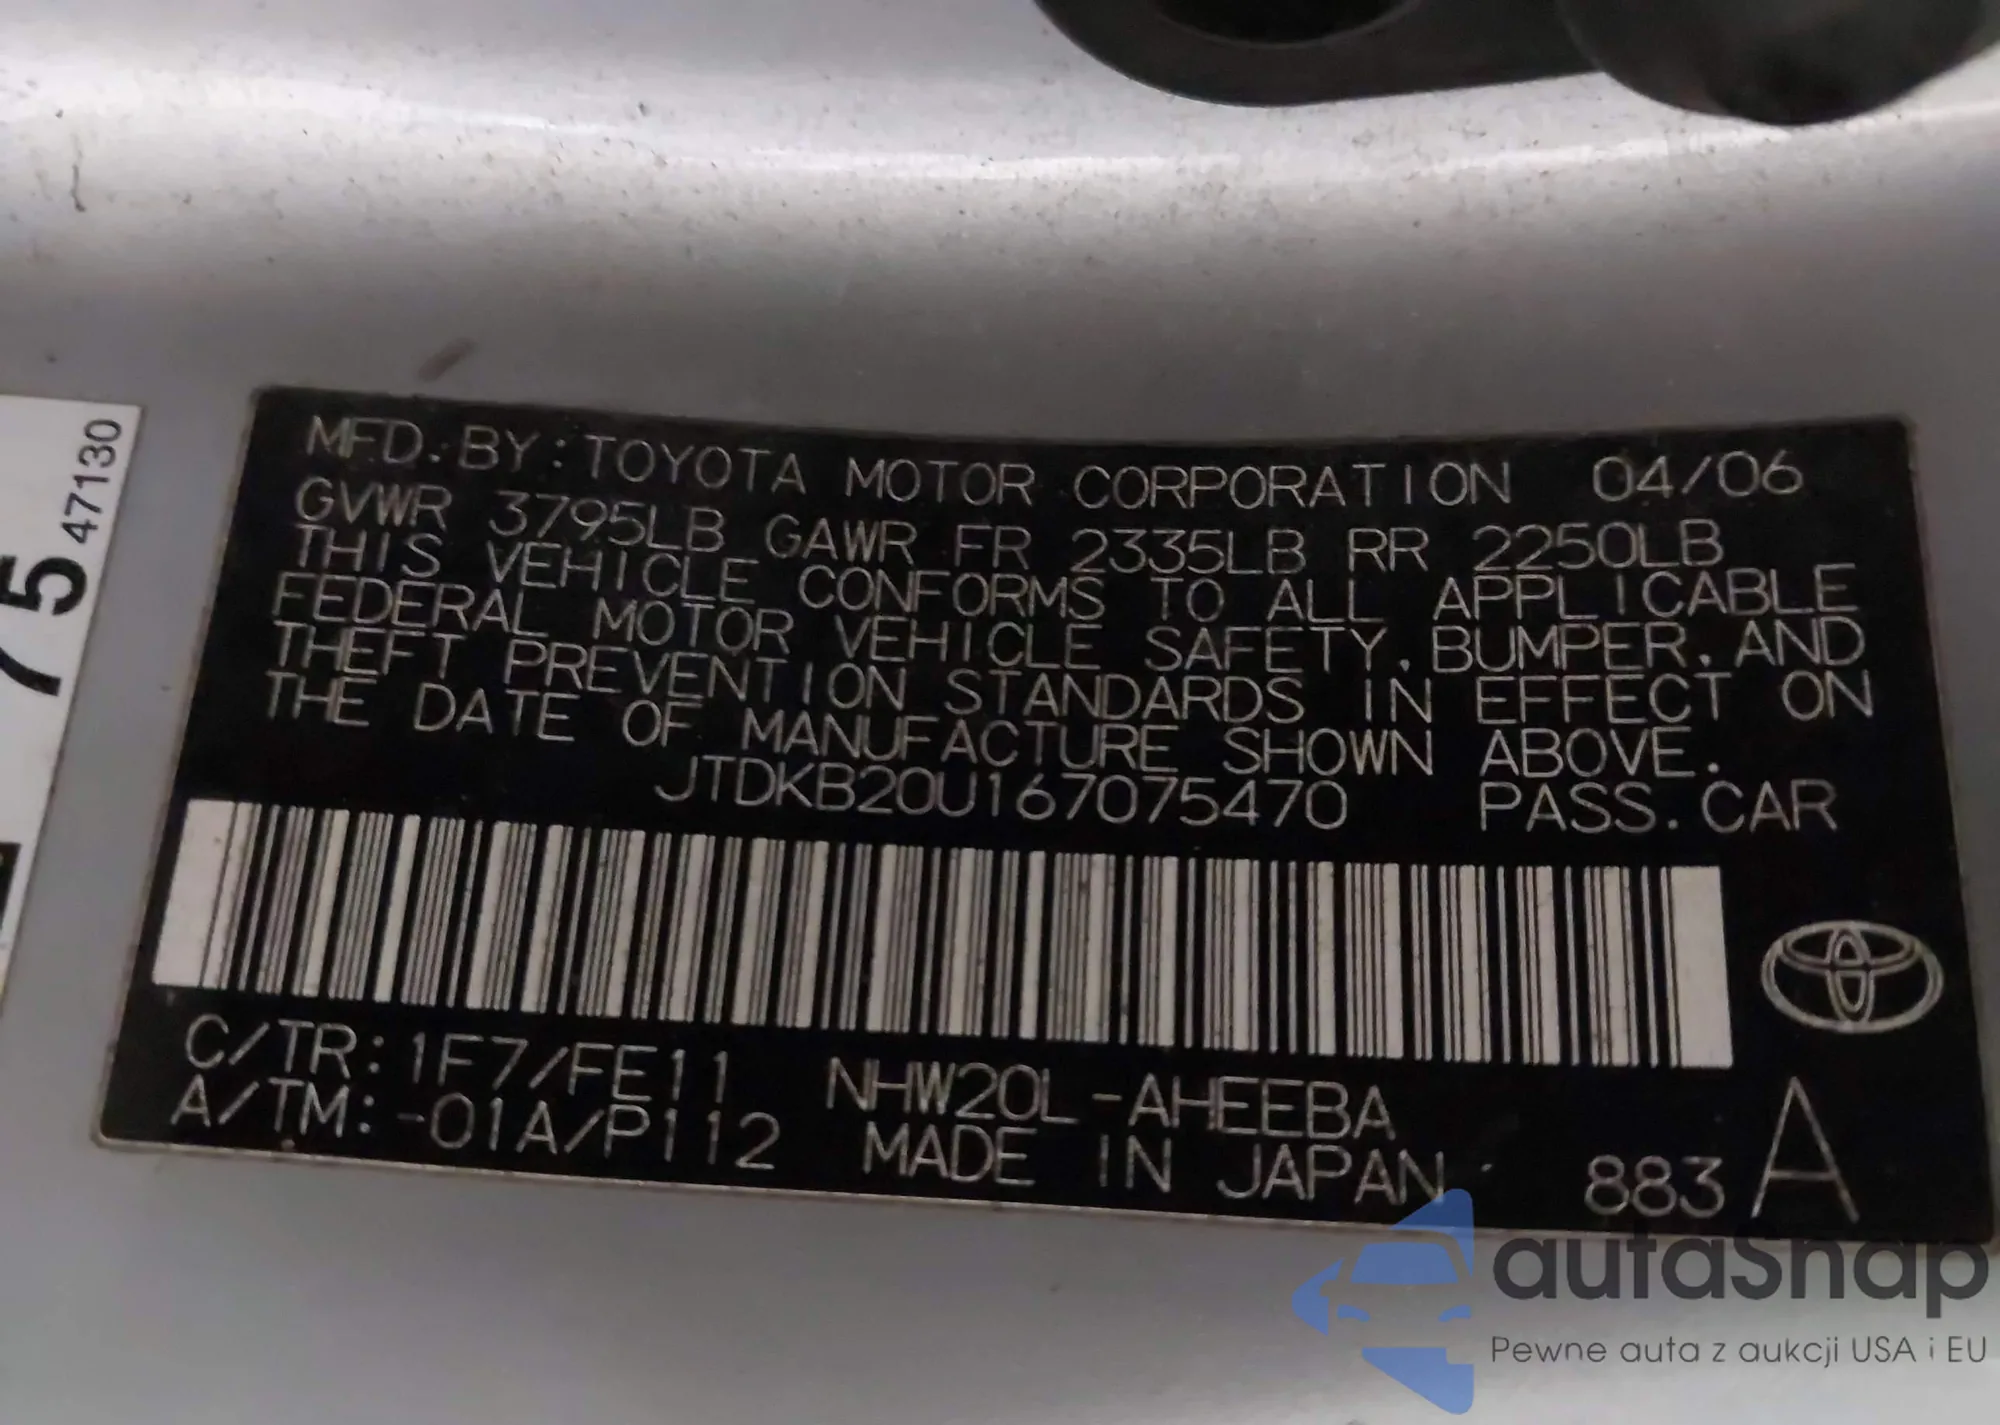 MFD. BY: TOYOTA MOTOR CORPORATION 04/06
GVWR 3795LB GAWR FR 2335LB RR 2250LB
THIS VEHICLE CONFORMS TO ALL APPLICABLE
FEDERAL MOTOR VEHICLE SAFETY, BUMPER, AND
THEFT PREVENTION STANDARDS IN EFFECT ON
THE DATE OF MANUFACTURE SHOWN ABOVE.
JTDKB20U167075470 PASS. CAR
C/TR: 1F7/FE11 NHW20L-AHEEBA
A/TM: -01A/P112 MADE IN JAPAN 883 A
75 47130
autaSnap
Pewne auta z aukcji USA i EU